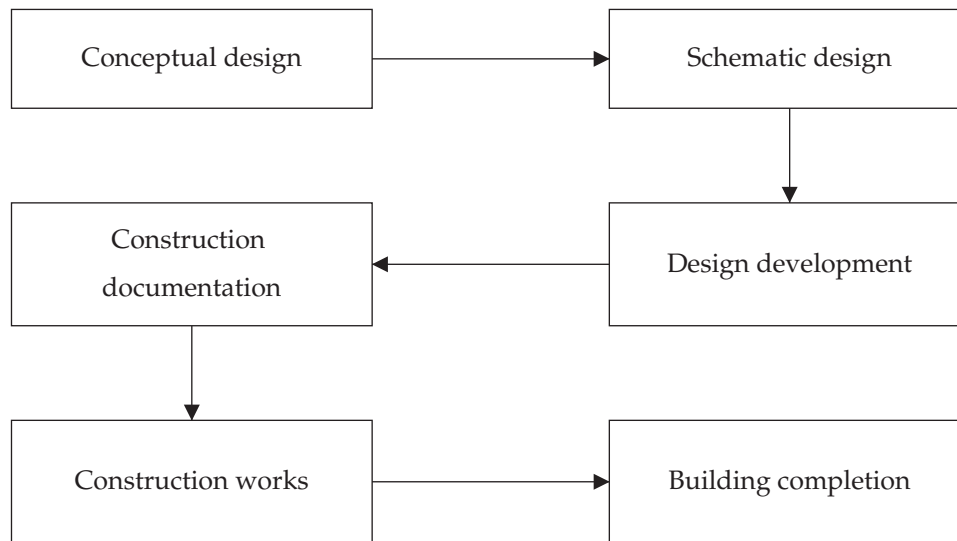 Conceptual design
Schematic design
Design development
Construction
documentation
Construction works
Building completion